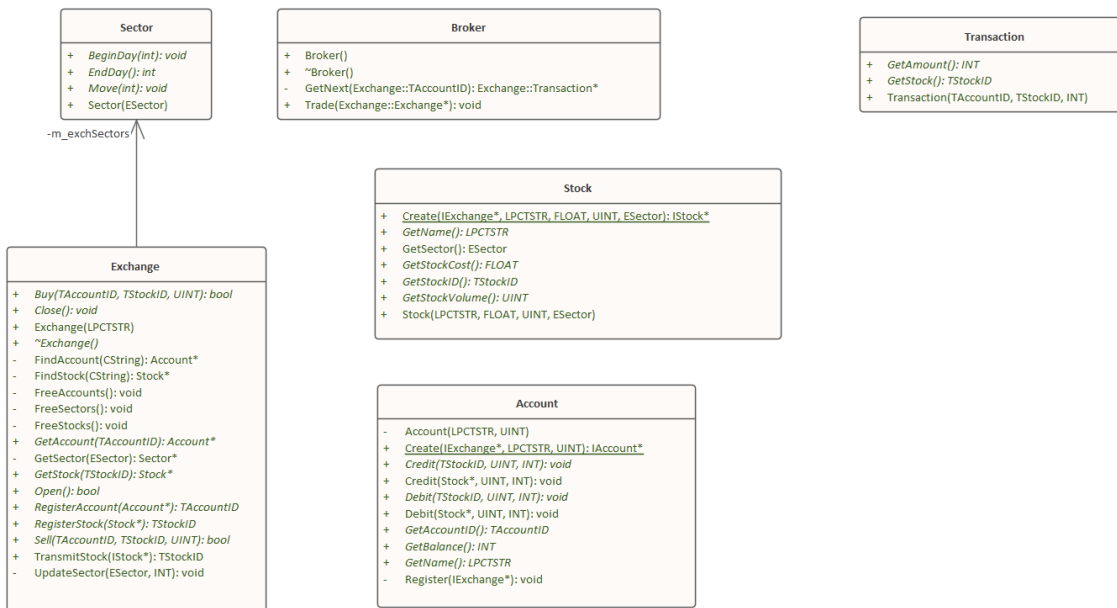 Sector
+ BeginDay(int): void
+ EndDay(): int
+ Move(int): void
+ Sector(ESector)
Broker
+ Broker()
+ ~Broker()
- GetNext(Exchange::TAccountID): Exchange::Transaction*
+ Trade(Exchange::Exchange*): void
Transaction
+ GetAmount(): INT
+ GetStock(): TStockID
+ Transaction(TAccountID, TStockID, INT)
-m_exchSectors
Stock
+ Create(IExchange*, LPCTSTR, FLOAT, UINT, ESector): IStock*
+ GetName(): LPCTSTR
+ GetSector(): ESector
+ GetStockCost(): FLOAT
+ GetStockID(): TStockID
+ GetStockVolume(): UINT
+ Stock(LPCTSTR, FLOAT, UINT, ESector)
Exchange
+ Buy(TAccountID, TStockID, UINT): bool
+ Close(): void
+ Exchange(LPCTSTR)
+ ~Exchange()
- FindAccount(CString): Account*
- FindStock(CString): Stock*
- FreeAccounts(): void
- FreeSectors(): void
- FreeStocks(): void
+ GetAccount(TAccountID): Account*
- GetSector(ESector): Sector*
+ GetStock(TStockID): Stock*
+ Open(): bool
+ RegisterAccount(Account*): TAccountID
+ RegisterStock(Stock*): TStockID
+ Sell(TAccountID, TStockID, UINT): bool
+ TransmitStock(IStock*): TStockID
- UpdateSector(ESector, INT): void
Account
- Account(LPCTSTR, UINT)
+ Create(IExchange*, LPCTSTR, UINT): IAccount*
+ Credit(TStockID, UINT, INT): void
+ Credit(Stock*, UINT, INT): void
+ Debit(TStockID, UINT, INT): void
+ Debit(Stock*, UINT, INT): void
+ GetAccountID(): TAccountID
+ GetBalance(): INT
+ GetName(): LPCTSTR
- Register(IExchange*): void